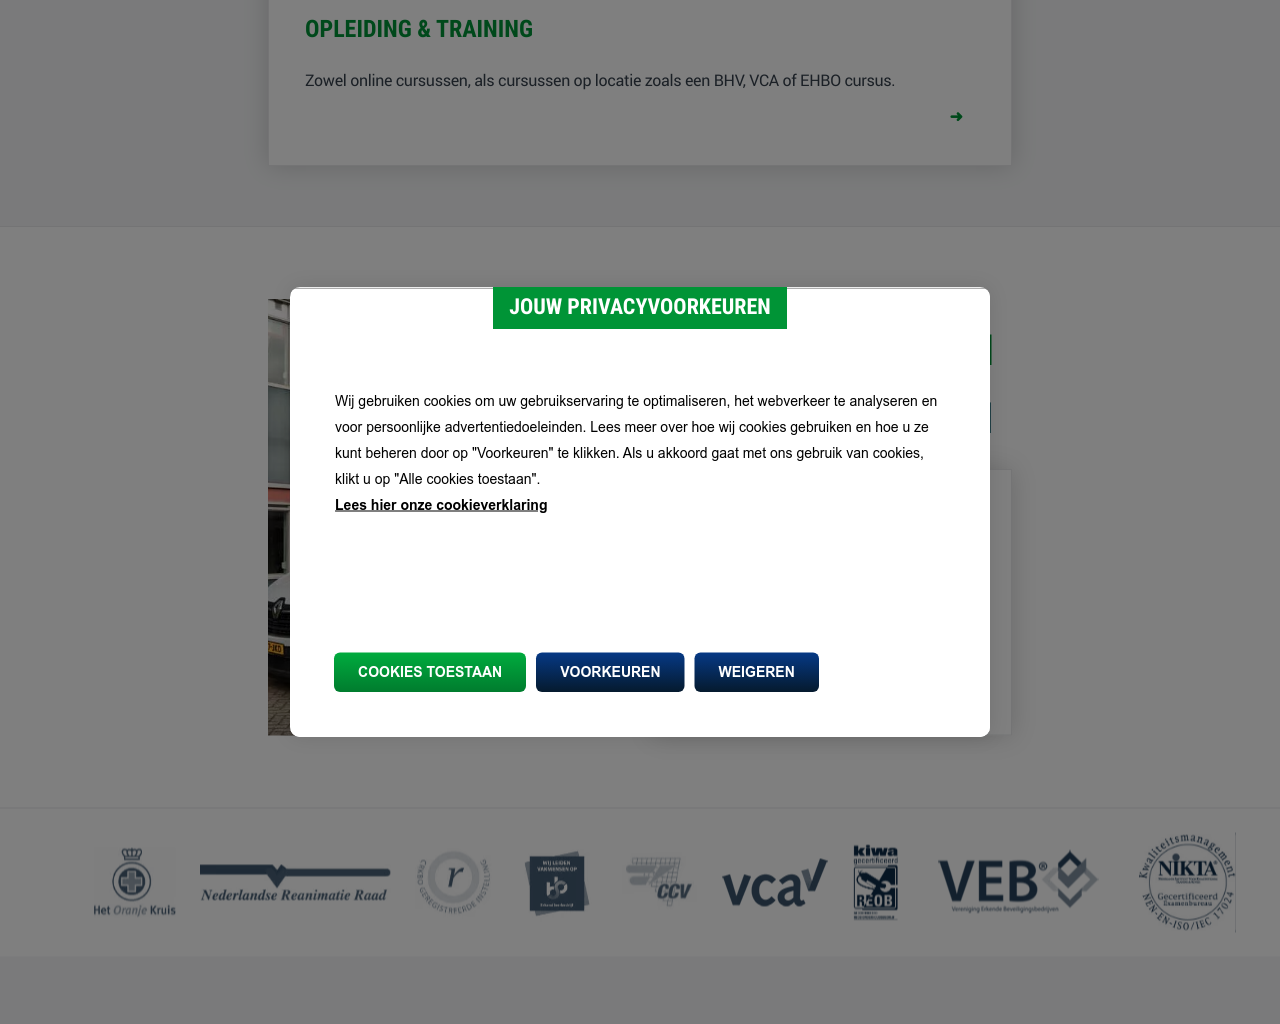 OPLEIDING & TRAINING
Zowel online cursussen, als cursussen op locatie zoals een BHV, VCA of EHBO cursus.
JOUW PRIVACYVOORKEUREN
Wij gebruiken cookies om uw gebruikservaring te optimaliseren, het webverkeer te analyseren en
voor persoonlijke advertentiedoeleinden. Lees meer over hoe wij cookies gebruiken en hoe u ze
kunt beheren door op "Voorkeuren" te klikken. Als u akkoord gaat met ons gebruik van cookies,
klikt u op "Alle cookies toestaan".
Lees hier onze cookieverklaring
COOKIES TOESTAAN VOORKEUREN WEIGEREN
Het Oranje Kruis
Nederlandse Reanimatie Raad
r
WIJ LEIDEN
VAKMENSEN OP
CCV
vca
kiwa
gecertificeerd
REOB
VEB
Vereniging Erkende Beveiligingsbedrijven
Kwaliteitsmanagement
NIKTA
Gecertificeerd
Examenbureau
NEN-EN-ISO/IEC 17024